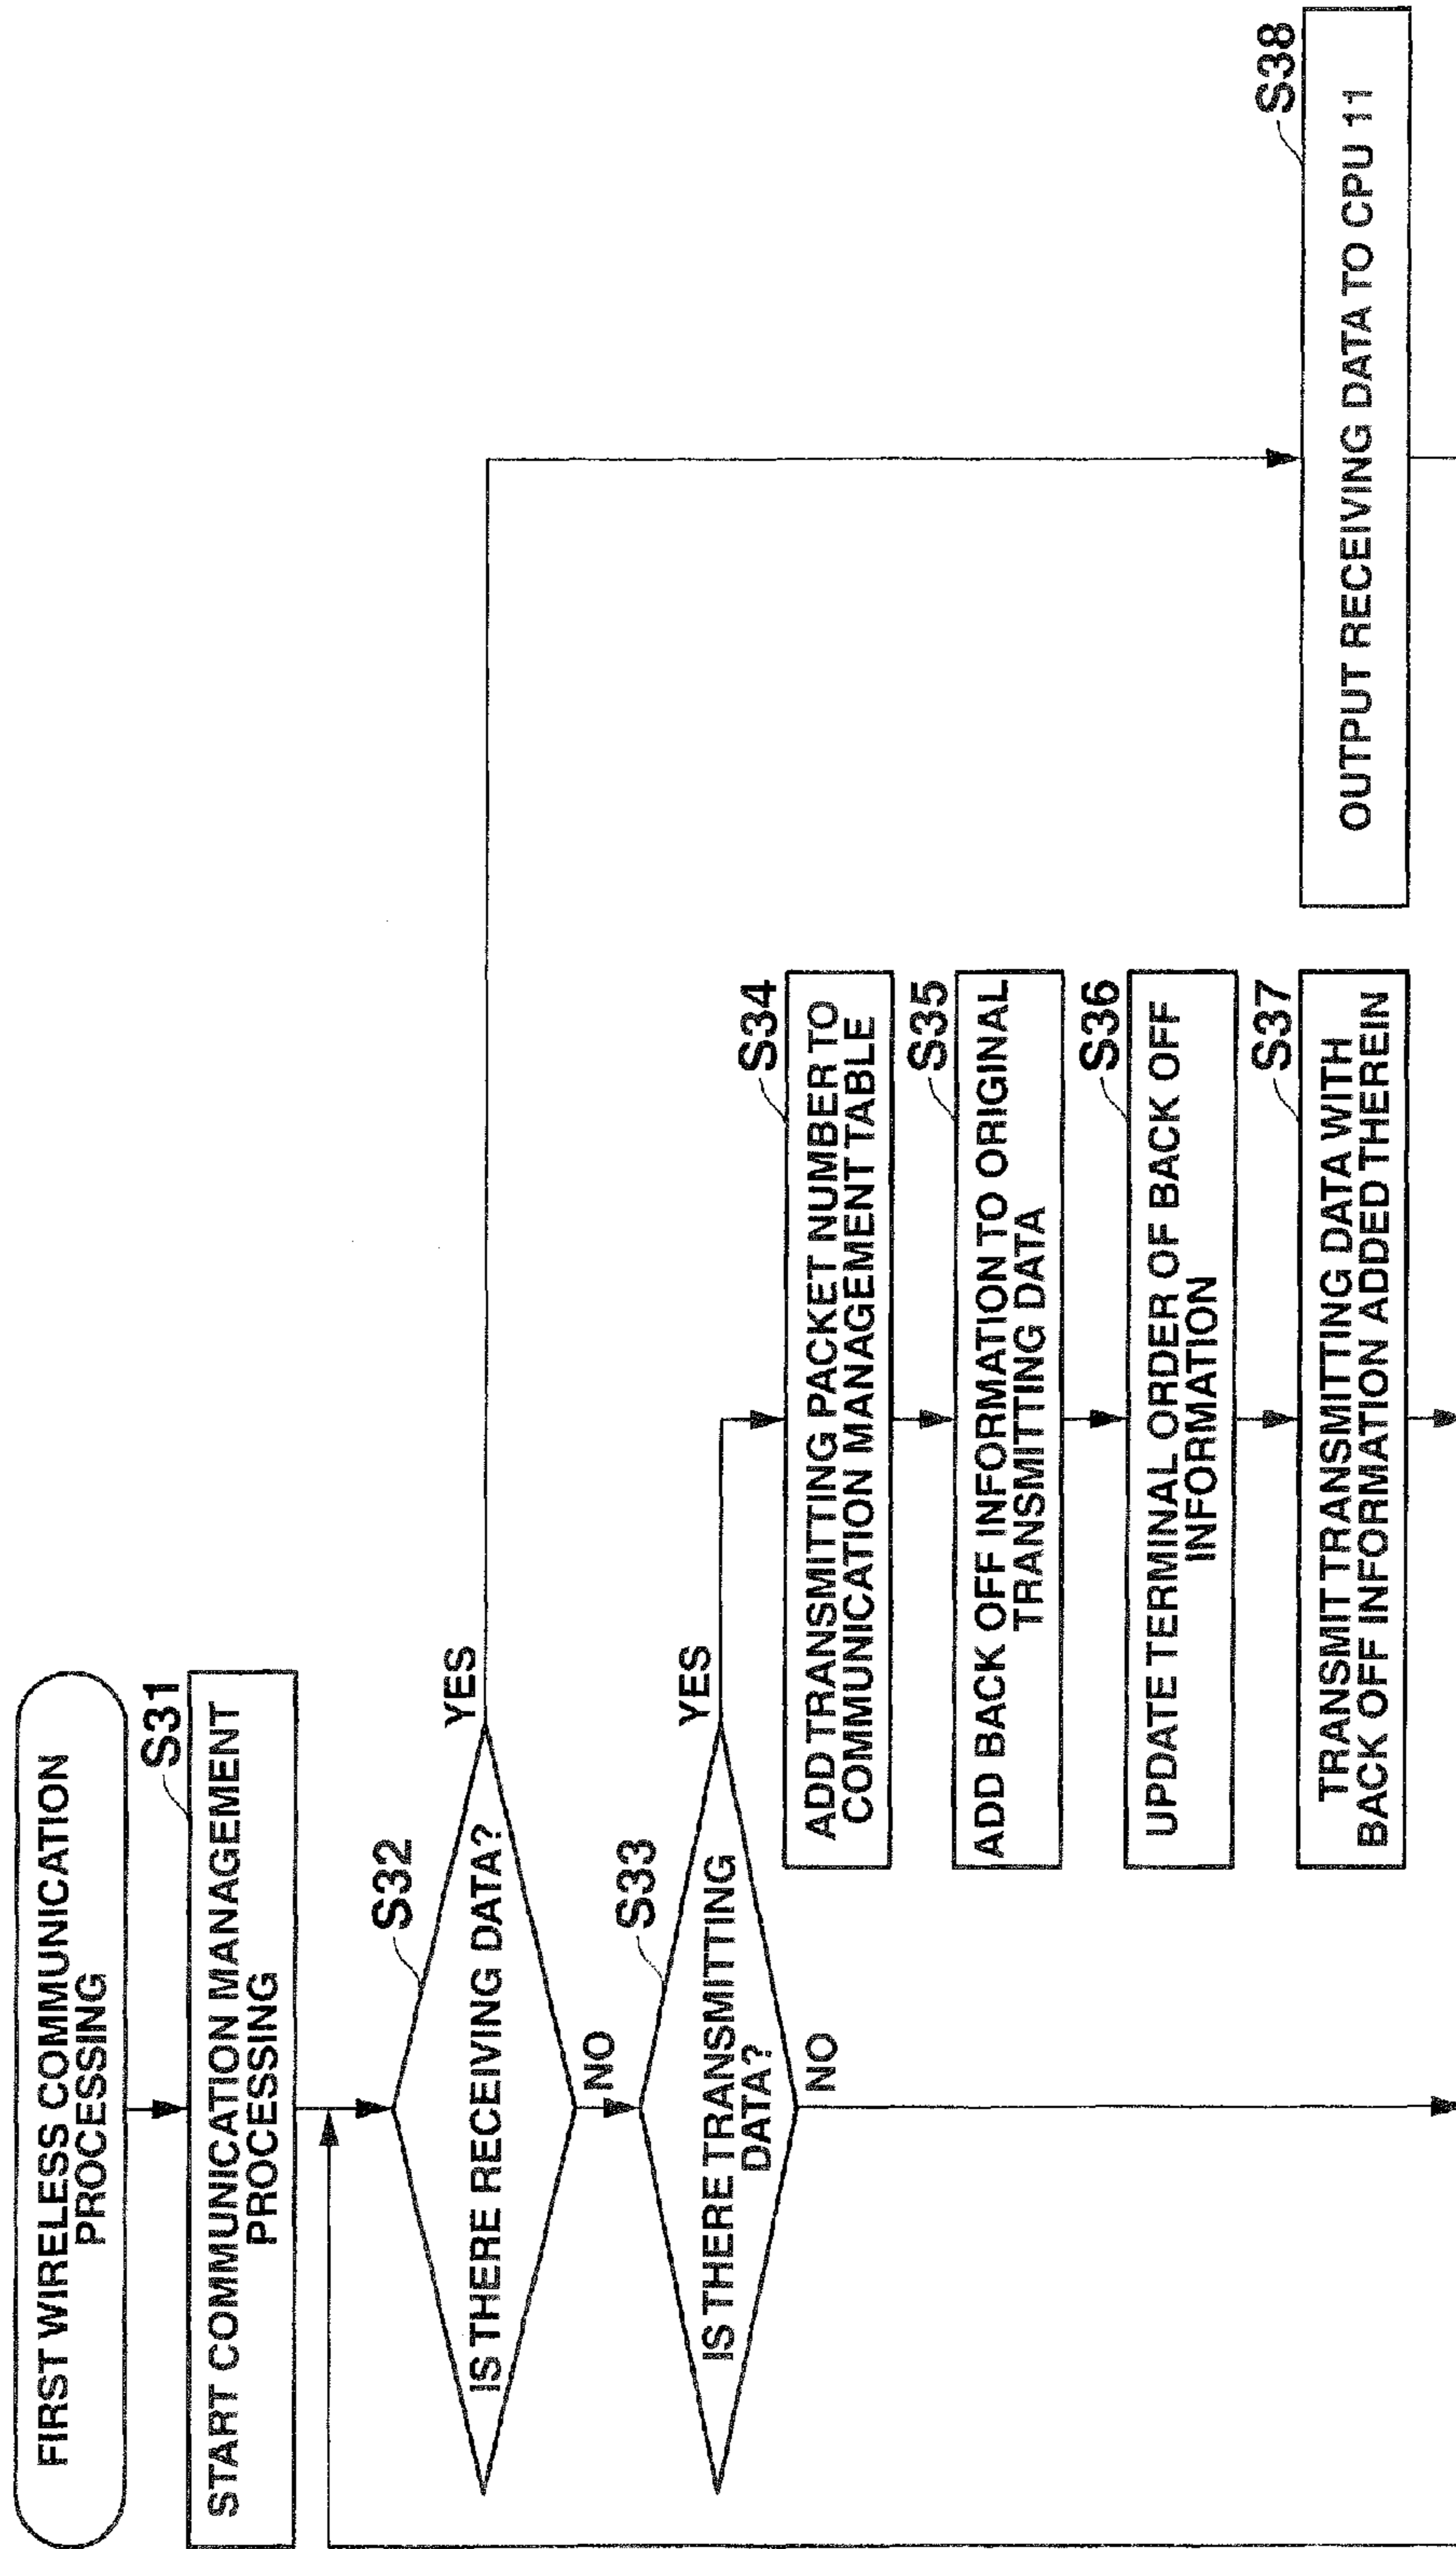 FIRST WIRELESS COMMUNICATION
PROCESSING
S31
START COMMUNICATION MANAGEMENT
PROCESSING
S32
IS THERE RECEIVING DATA?
YES
NO
S33
IS THERE TRANSMITTING
DATA?
YES
NO
S34
ADD TRANSMITTING PACKET NUMBER TO
COMMUNICATION MANAGEMENT TABLE
S35
ADD BACK OFF INFORMATION TO ORIGINAL
TRANSMITTING DATA
S36
UPDATE TERMINAL ORDER OF BACK OFF
INFORMATION
S37
TRANSMIT TRANSMITTING DATA WITH
BACK OFF INFORMATION ADDED THEREIN
S38
OUTPUT RECEIVING DATA TO CPU 11